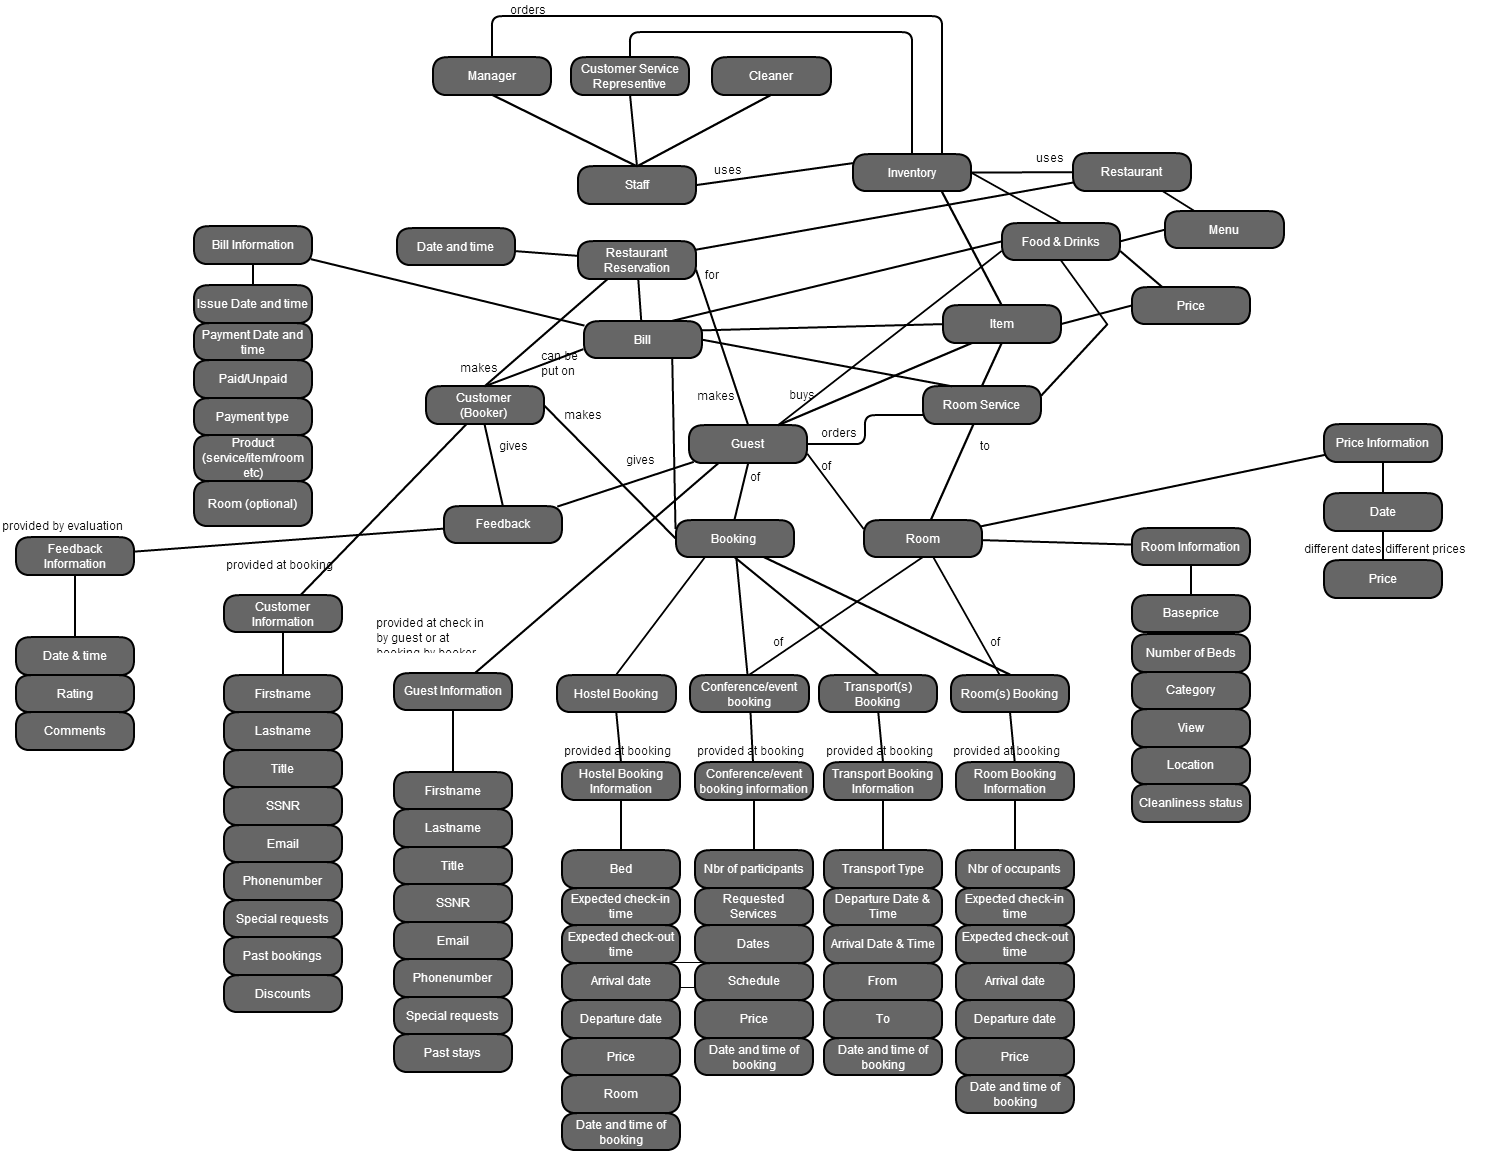 orders
Manager
Customer Service
Representive
Cleaner
Staff
uses
Inventory
uses
Restaurant
Menu
Bill Information
Date and time
Restaurant
Reservation
for
Food & Drinks
Issue Date and time
Payment Date and
time
Paid/Unpaid
Payment type
Product
(service/item/room
etc)
Room (optional)
Bill
Item
Price
can be
put on
makes
Customer
(Booker)
makes
makes
buys
Room Service
Guest
orders
of
to
Price Information
gives
gives
of
Date
different dates different prices
Price
provided by evaluation
Feedback
Information
Feedback
Booking
Room
Room Information
provided at booking
Customer
Information
provided at check in
by guest or at
booking by booker
of
of
Baseprice
Number of Beds
Category
View
Location
Cleanliness status
Date & time
Rating
Comments
Firstname
Lastname
Title
SSNR
Email
Phonenumber
Special requests
Past bookings
Discounts
Guest Information
Firstname
Lastname
Title
SSNR
Email
Phonenumber
Special requests
Past stays
Hostel Booking
Conference/event
booking
Transport(s)
Booking
Room(s) Booking
provided at booking
provided at booking
provided at booking
provided at booking
Hostel Booking
Information
Conference/event
booking information
Transport Booking
Information
Room Booking
Information
Bed
Expected check-in
time
Expected check-out
time
Arrival date
Departure date
Price
Room
Date and time of
booking
Nbr of participants
Requested
Services
Dates
Schedule
Price
Date and time of
booking
Transport Type
Departure Date &
Time
Arrival Date & Time
From
To
Date and time of
booking
Nbr of occupants
Expected check-in
time
Expected check-out
time
Arrival date
Departure date
Price
Date and time of
booking